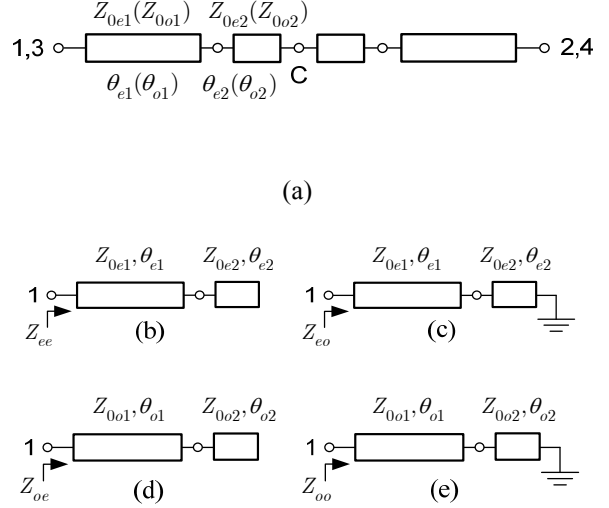 Z₀ₑ₁(Z₀ₒ₁) Z₀ₑ₂(Z₀ₒ₂)
1,3 2,4
C
θₑ₁(θₒ₁) θₑ₂(θₒ₂)
(a)
Z₀ₑ₁,θₑ₁ Z₀ₑ₂,θₑ₂ Z₀ₑ₁,θₑ₁ Z₀ₑ₂,θₑ₂
1 1
Zₑₑ (b) Zₑₒ (c)
Z₀ₒ₁,θₒ₁ Z₀ₒ₂,θₒ₂ Z₀ₒ₁,θₒ₁ Z₀ₒ₂,θₒ₂
1 1
Zₒₑ (d) Zₒₒ (e)